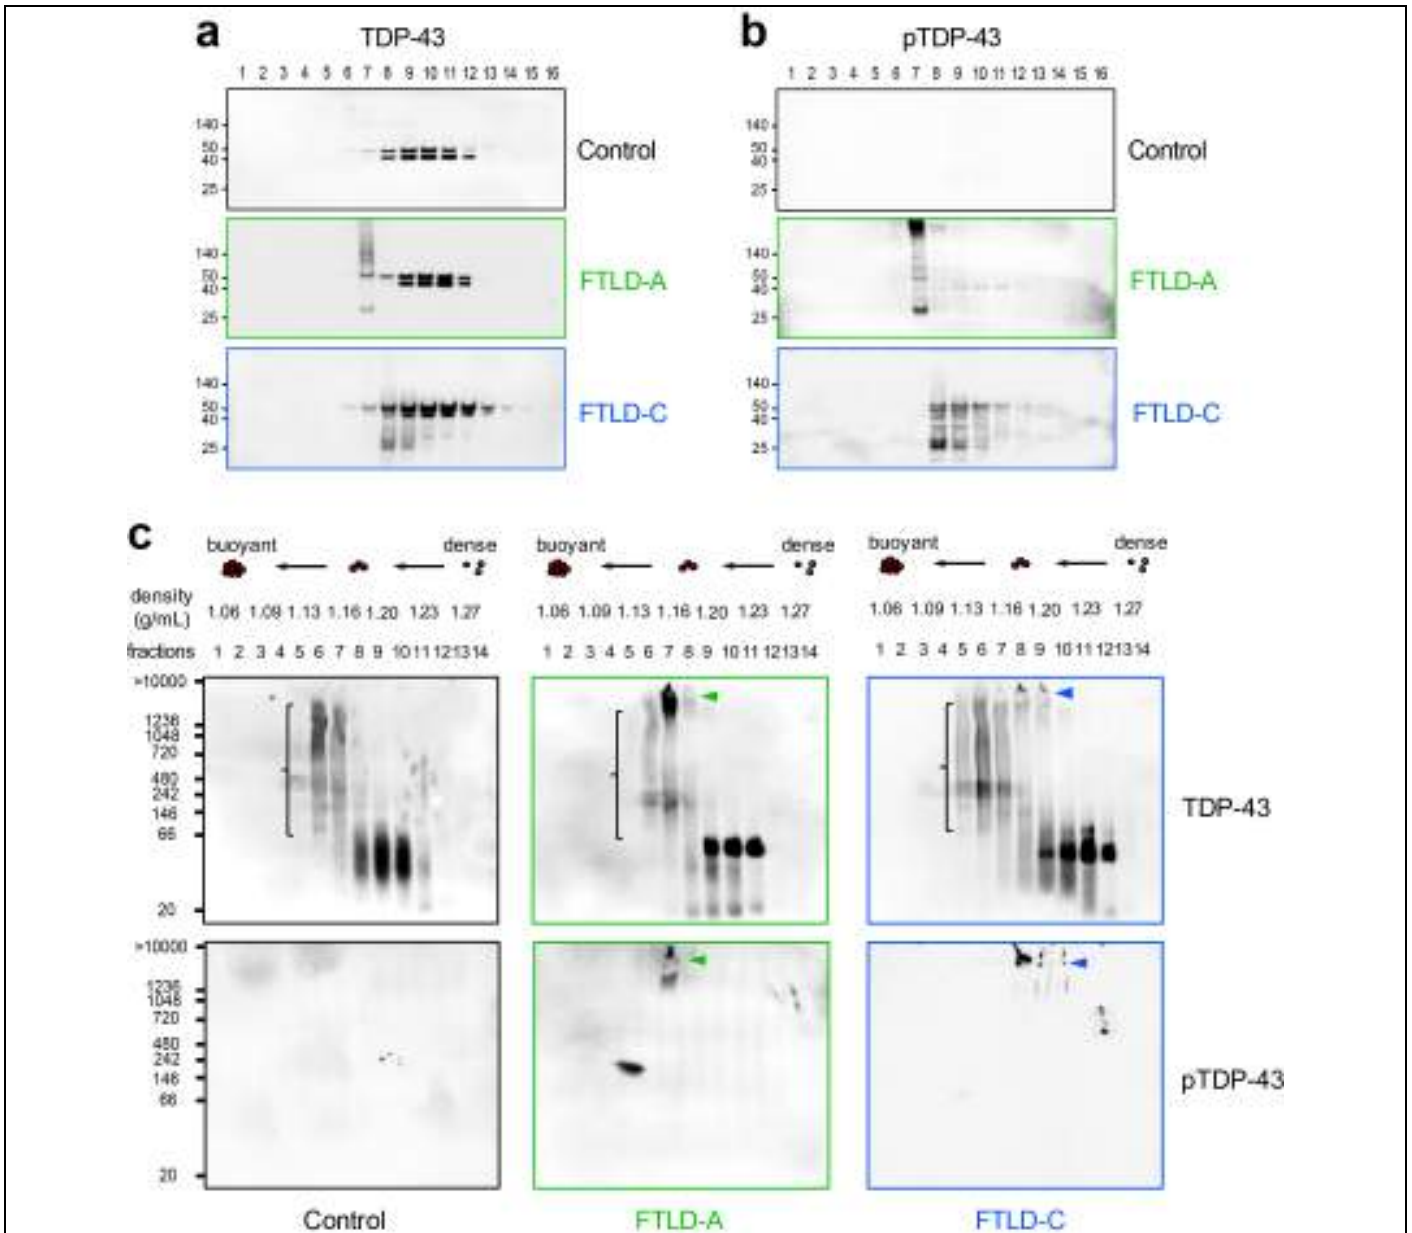 a
TDP-43
1 2 3 4 5 6 7 8 9 10 11 12 13 14 15 16
140
50
40
25
Control
140
50
40
25
FTLD-A
140
50
40
25
FTLD-C
b
pTDP-43
1 2 3 4 5 6 7 8 9 10 11 12 13 14 15 16
140
50
40
25
Control
140
50
40
25
FTLD-A
140
50
40
25
FTLD-C
c
buoyant dense buoyant dense buoyant dense
density
(g/mL) 1.06 1.09 1.13 1.16 1.20 1.23 1.27 1.06 1.09 1.13 1.16 1.20 1.23 1.27 1.06 1.09 1.13 1.16 1.20 1.23 1.27
fractions 1 2 3 4 5 6 7 8 9 10 11 12 13 14 1 2 3 4 5 6 7 8 9 10 11 12 13 14 1 2 3 4 5 6 7 8 9 10 11 12 13 14
>10000
1236
1048
720
480
242
146
66
20
TDP-43
>10000
1236
1048
720
480
242
146
66
20
pTDP-43
Control FTLD-A FTLD-C